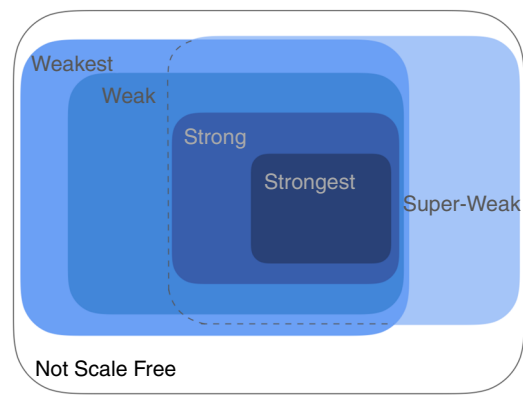 Weakest
Weak
Strong
Strongest
Super-Weak
Not Scale Free